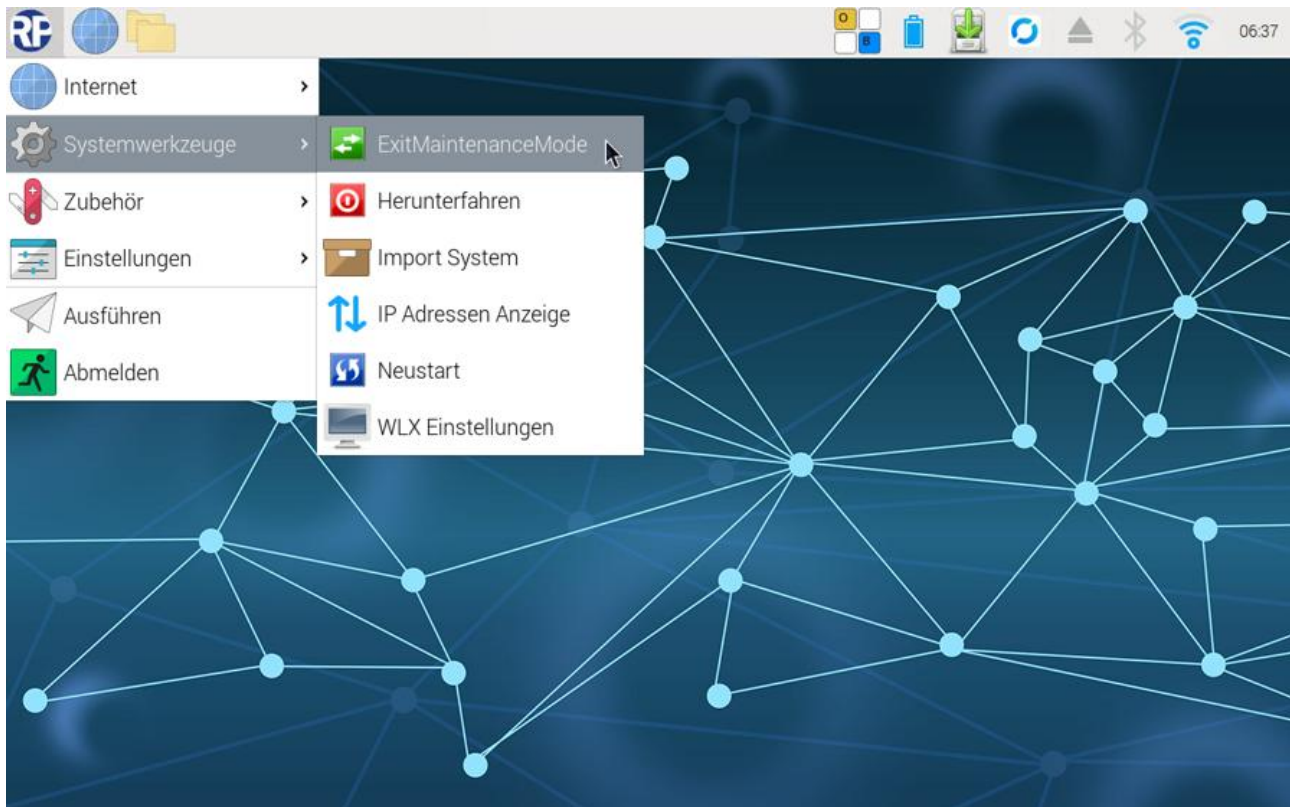 RP
O
B
06:37
Internet
Systemwerkzeuge
Zubehör
Einstellungen
Ausführen
Abmelden
ExitMaintenanceMode
Herunterfahren
Import System
IP Adressen Anzeige
Neustart
WLX Einstellungen